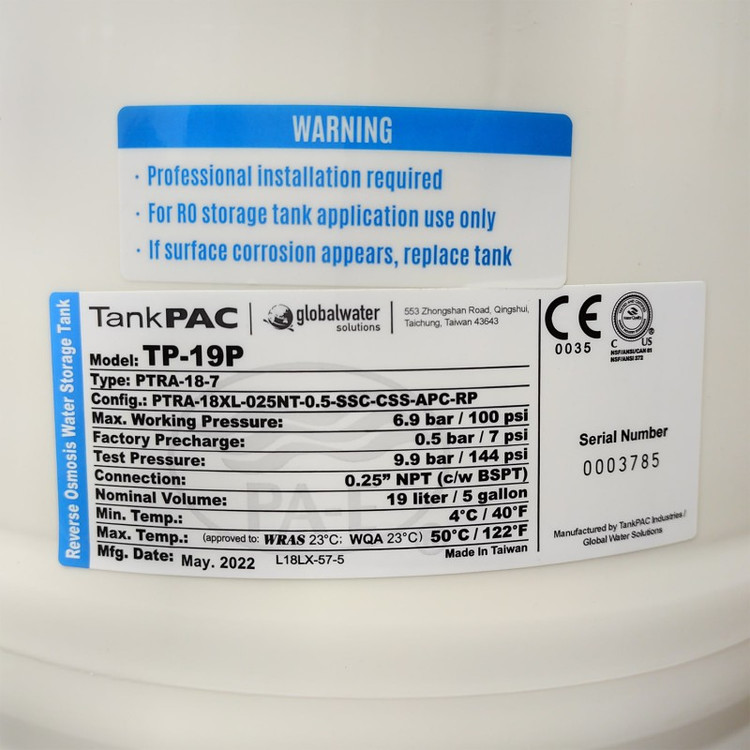 WARNING
· Professional installation required
· For RO storage tank application use only
· If surface corrosion appears, replace tank
Reverse Osmosis Water Storage Tank
TankPAC
globalwater
solutions
553 Zhongshan Road, Qingshui,
Taichung, Taiwan 43643
Model: TP-19P
Type: PTRA-18-7
Config.: PTRA-18XL-025NT-0.5-SSC-CSS-APC-RP
Max. Working Pressure: 6.9 bar / 100 psi
Factory Precharge: 0.5 bar / 7 psi
Test Pressure: 9.9 bar / 144 psi
Connection: 0.25” NPT (c/w BSPT)
Nominal Volume: 19 liter / 5 gallon
Min. Temp.: 4°C / 40°F
Max. Temp.: (approved to: WRAS 23°C; WQA 23°C) 50°C / 122°F
Mfg. Date: May. 2022 L18LX-57-5 Made in Taiwan
CE
0035
C US
NSF/ANSI/CAN 61
NSF/ANSI 372
Serial Number
0003785
Manufactured by TankPAC Industries /
Global Water Solutions